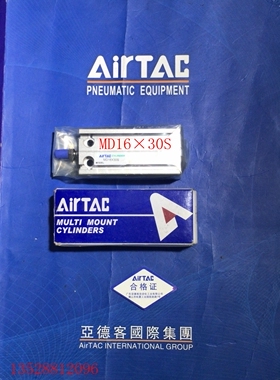 AirTAC
PNEUMATIC EQUIPMENT
AirTAC
MD16×30S
AirTAC
MULTI MOUNT
CYLINDERS
AirTAC
合格证
亞德客國際集團
AirTAC INTERNATIONAL GROUP